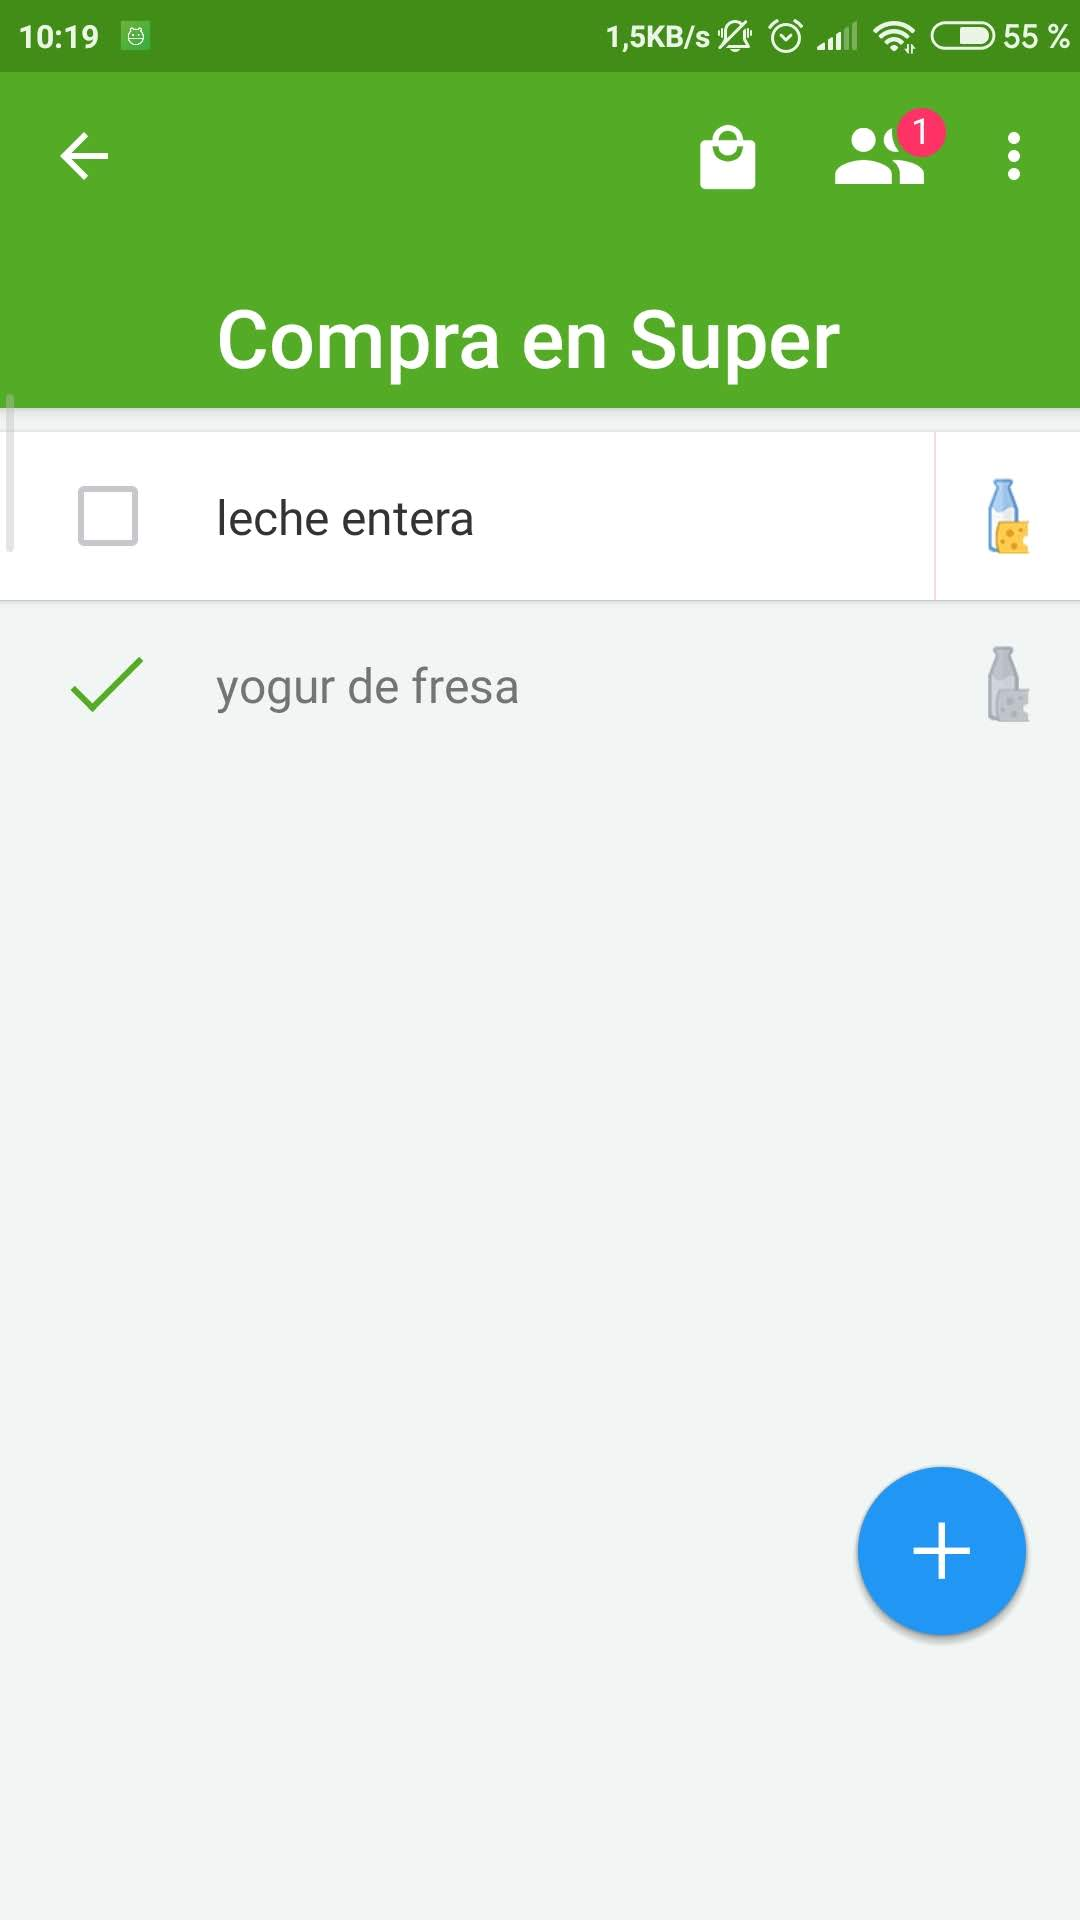 10:19 1,5KB/s 55 %
1
Compra en Super
leche entera
yogur de fresa